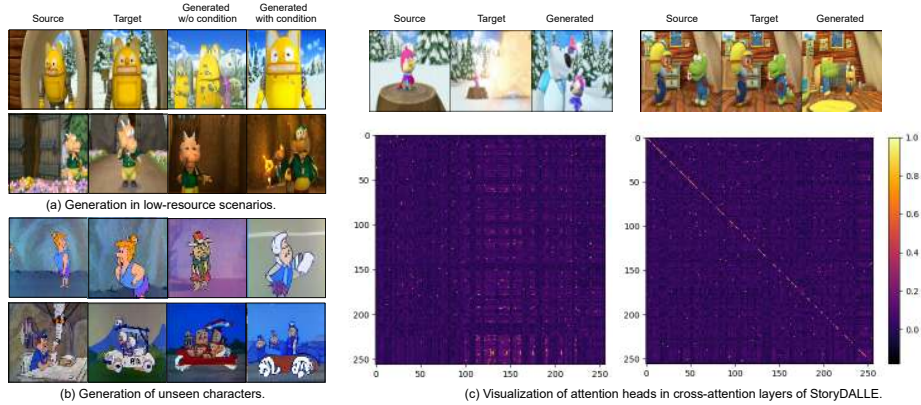 Source Target Generated w/o condition Generated with condition
(a) Generation in low-resource scenarios.
(b) Generation of unseen characters.
Source Target Generated
Source Target Generated
0
50
100
150
200
250
0 50 100 150 200 250
0
50
100
150
200
250
0 50 100 150 200 250
1.0
0.8
0.6
0.4
0.2
0.0
(c) Visualization of attention heads in cross-attention layers of StoryDALLE.